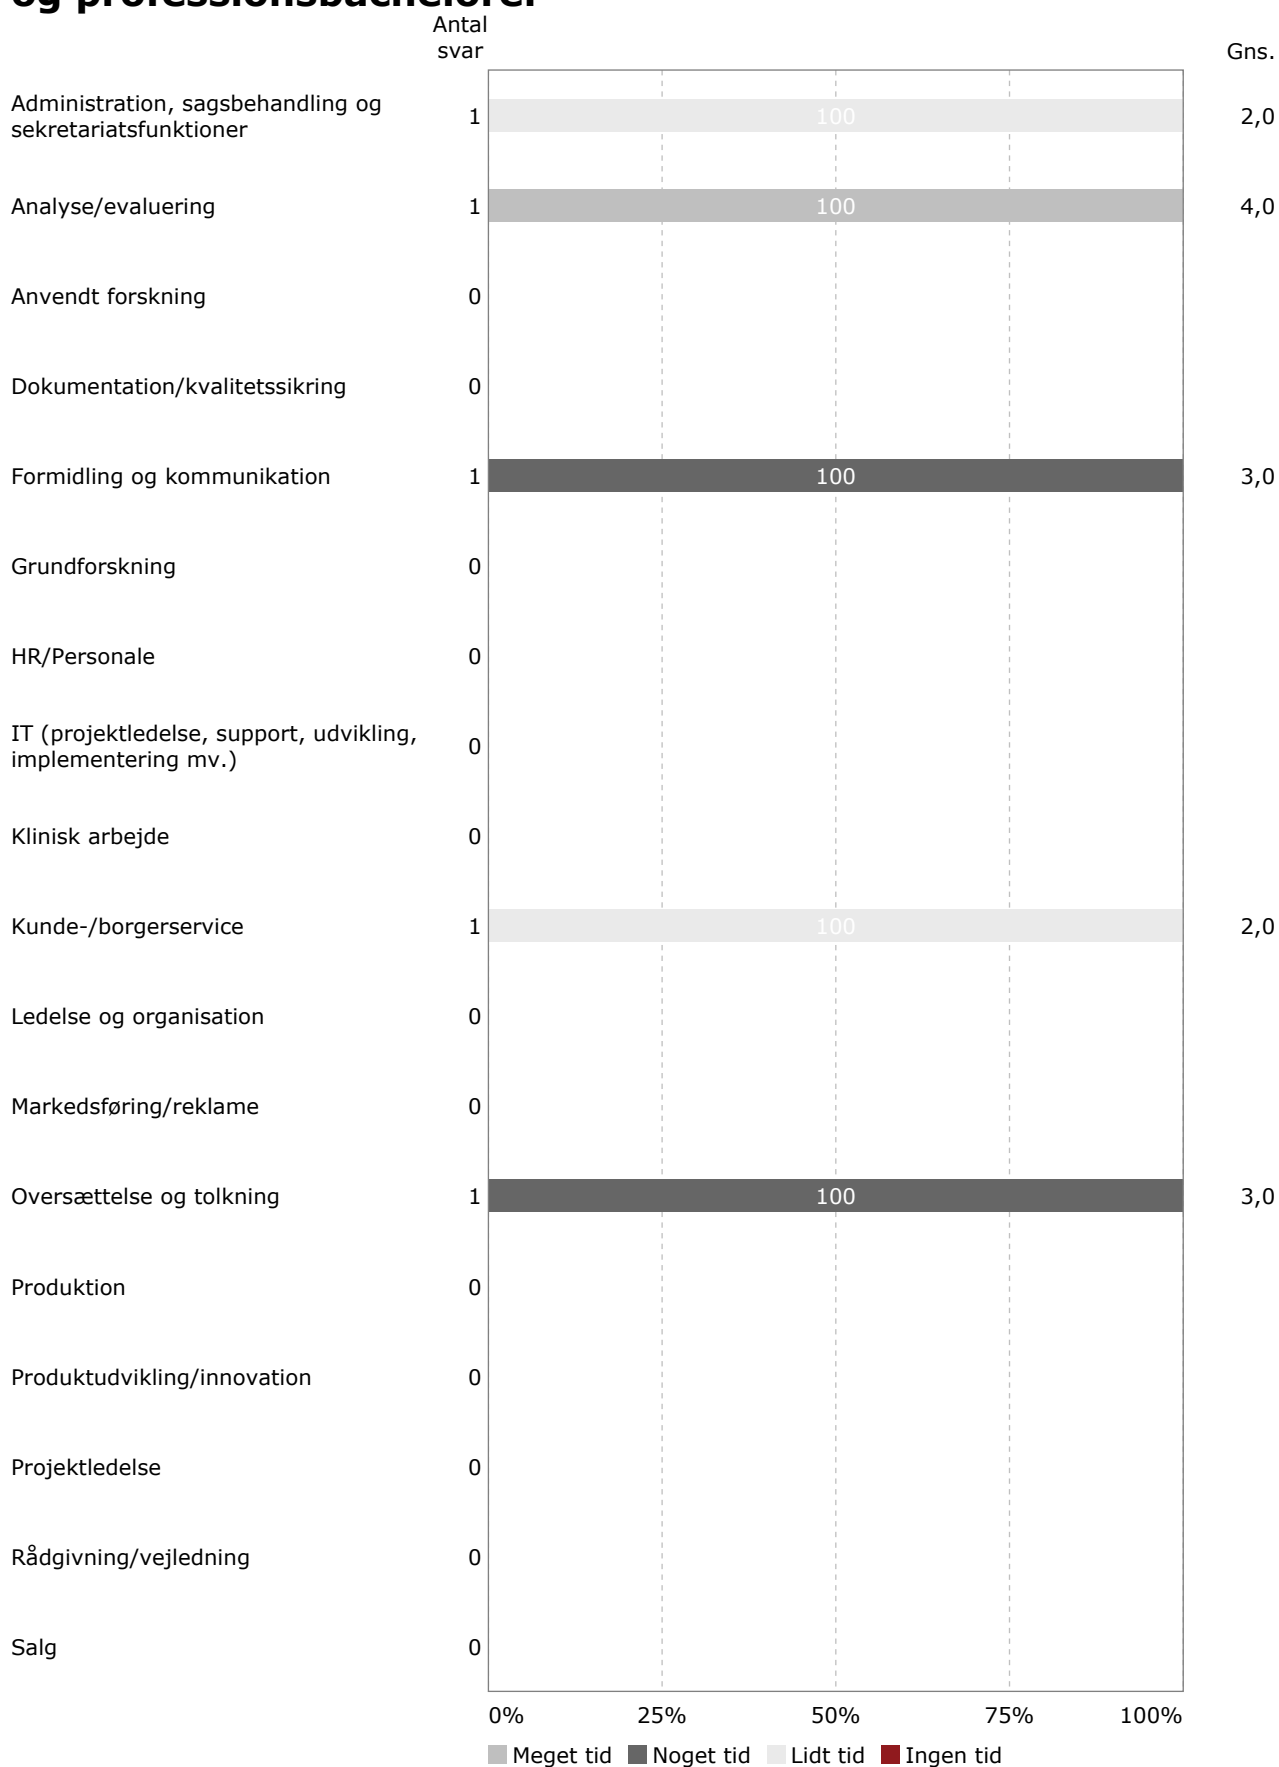 og professionsbachelorer
Antal
svar
Gns.
Administration, sagsbehandling og
sekretariatsfunktioner
1
100
2,0
Analyse/evaluering
1
100
4,0
Anvendt forskning
0
Dokumentation/kvalitetssikring
0
Formidling og kommunikation
1
100
3,0
Grundforskning
0
HR/Personale
0
IT (projektledelse, support, udvikling,
implementering mv.)
0
Klinisk arbejde
0
Kunde-/borgerservice
1
100
2,0
Ledelse og organisation
0
Markedsføring/reklame
0
Oversættelse og tolkning
1
100
3,0
Produktion
0
Produktudvikling/innovation
0
Projektledelse
0
Rådgivning/vejledning
0
Salg
0
0% 25% 50% 75% 100%
Meget tid Noget tid Lidt tid Ingen tid